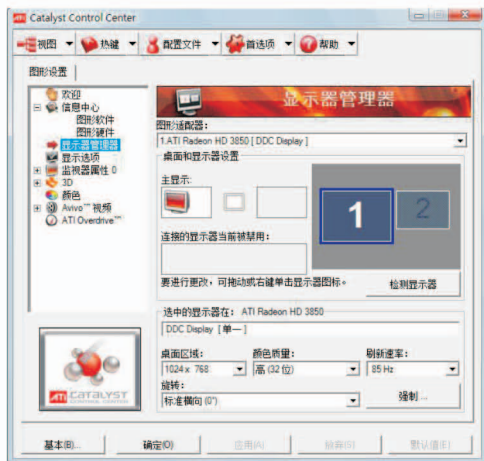 Catalyst Control Center
视图 热键 配置文件 首选项 帮助
图形设置
欢迎
信息中心
图形软件
图形硬件
显示器管理器
显示选项
监视器属性 0
3D
颜色
Avivo™ 视频
ATI Overdrive™
ATI CATALYST
CONTROL CENTER
显示器管理器
图形适配器：
1.ATI Radeon HD 3850 [ DDC Display ]
桌面和显示器设置
主显示:
1 2
连接的显示器当前被禁用：
要进行更改，可拖动或右键单击显示器图标。 检测显示器
选中的显示器在： ATI Radeon HD 3850
DDC Display [单一]
桌面区域： 颜色质量： 刷新速率：
1024 x 768 高 (32 位) 85 Hz
旋转：
标准横向 (0°) 强制...
基本(B)... 确定(O) 应用(A) 放弃(S) 默认值(E)